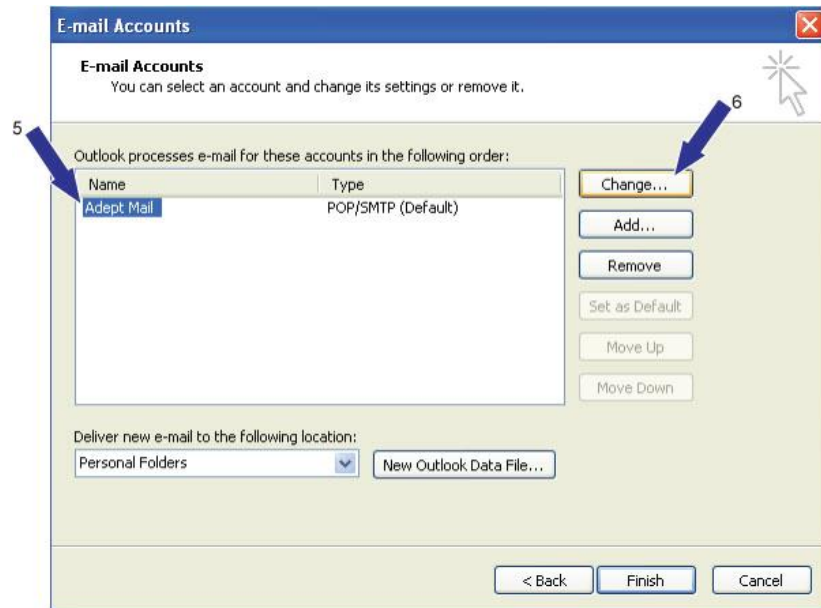 E-mail Accounts
E-mail Accounts
You can select an account and change its settings or remove it.
6
5
Outlook processes e-mail for these accounts in the following order:
Name Type
Adept Mail POP/SMTP (Default)
Change...
Add...
Remove
Set as Default
Move Up
Move Down
Deliver new e-mail to the following location:
Personal Folders New Outlook Data File...
< Back Finish Cancel